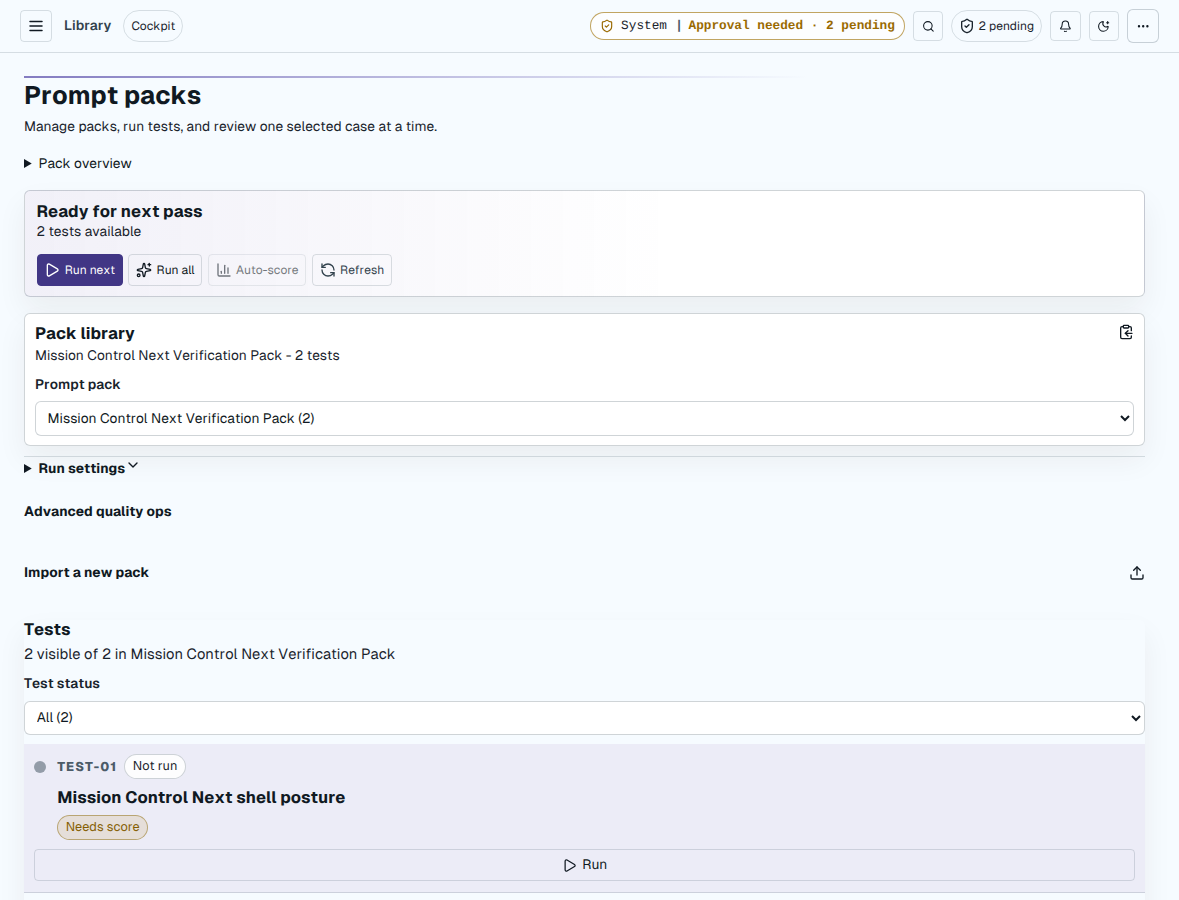 Library Cockpit System | Approval needed · 2 pending 2 pending
Prompt packs
Manage packs, run tests, and review one selected case at a time.
Pack overview
Ready for next pass
2 tests available
Run next Run all Auto-score Refresh
Pack library
Mission Control Next Verification Pack - 2 tests
Prompt pack
Mission Control Next Verification Pack (2)
Run settings
Advanced quality ops
Import a new pack
Tests
2 visible of 2 in Mission Control Next Verification Pack
Test status
All (2)
TEST-01 Not run
Mission Control Next shell posture
Needs score
Run